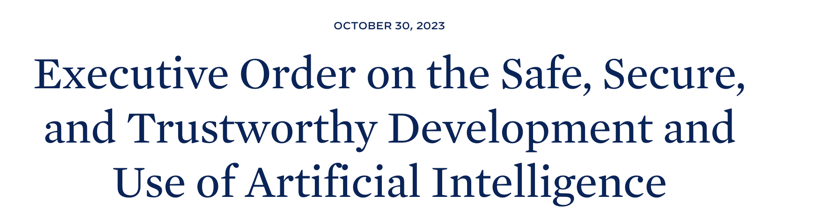 OCTOBER 30, 2023
Executive Order on the Safe, Secure,
and Trustworthy Development and
Use of Artificial Intelligence